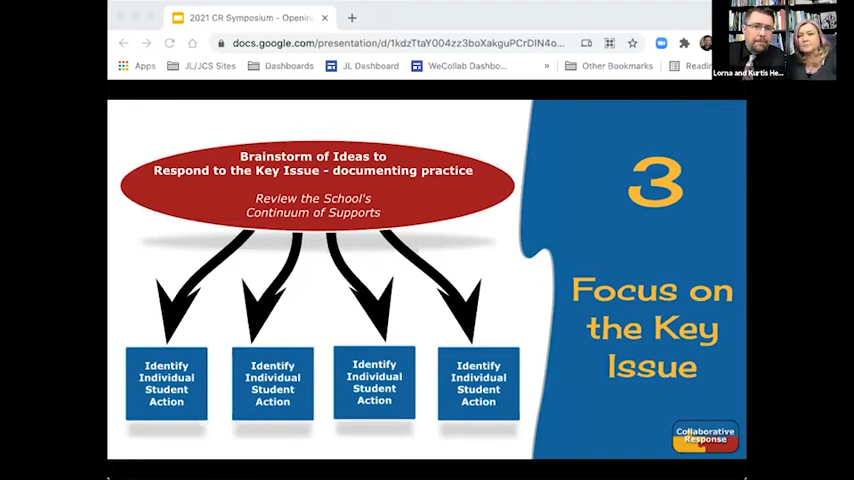 2021 CR Symposium - Openin
docs.google.com/presentation/d/1kdzTtaY004zz3boXakguPCrDIN4o...
Apps
JL/JCS Sites
Dashboards
JL Dashboard
WeCollab Dashbo...
»
Other Bookmarks
Readin
Lorna and Kurtis He...
Brainstorm of Ideas to
Respond to the Key Issue - documenting practice
Review the School's
Continuum of Supports
Identify
Individual
Student
Action
Identify
Individual
Student
Action
Identify
Individual
Student
Action
Identify
Individual
Student
Action
3
Focus on
the Key
Issue
Collaborative
Response